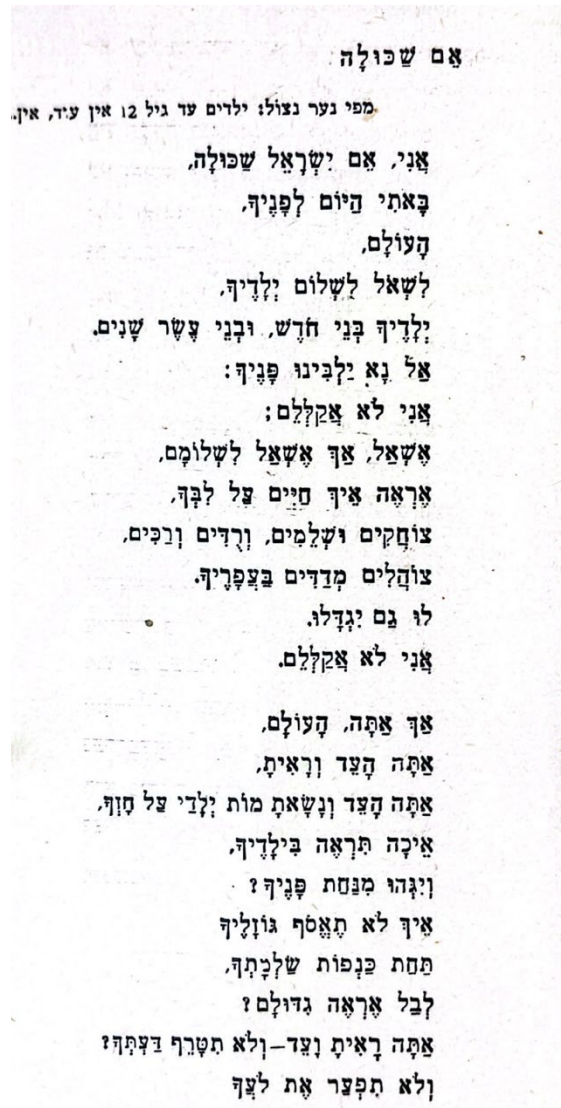 אֵם שַׁכּוּלָה
מפי נער נצול: ילדים עד גיל 12 אין עוד, אין.
אֲנִי, אֵם יִשְׂרָאֵל שַׁכּוּלָה,
בָּאתִי הַיּוֹם לְפָנֶיךָ,
הָעוֹלָם,
לִשְׁאֹל לִשְׁלוֹם יְלָדֶיךָ,
יְלָדֶיךָ בְּנֵי חֹדֶשׁ, וּבְנֵי עֶשֶׂר שָׁנִים.
אַל נָא יַלְבִּינוּ פָּנֶיךָ:
אֲנִי לֹא אֲקַלְּלֵם;
אֶשְׁאַל, אַךְ אֶשְׁאַל לִשְׁלוֹמָם,
אֶרְאֶה אֵיךְ חַיִּים עַל לִבְּךָ,
צוֹחֲקִים וּשְׁלֵמִים, וְרֻדִּים וְרַכִּים,
צוֹהֲלִים מְדַדִּים בַּעֲפָרֶיךָ.
לוּ גַם יִגְדָּלוּ.
אֲנִי לֹא אֲקַלְּלֵם.
אַךְ אַתָּה, הָעוֹלָם,
אַתָּה הָעֵד וְרָאִיתָ,
אַתָּה הָעֵד וְנָשָׂאתָ מוֹת יְלָדַי עַל חָזְךָ,
אֵיכָה תִּרְאֶה בִּילָדֶיךָ,
וְיִגְּהוּ מִנַּחַת פָּנֶיךָ?
אֵיךְ לֹא תֶאֱסֹף גּוֹזָלֶיךָ
תַּחַת כַּנְפוֹת שַׂלְמָתְךָ,
לְבַל אֶרְאֶה גִדּוּלָם?
אַתָּה רָאִיתָ וָעֵד—וְלֹא תִּטָּרֵף דַּעְתְּךָ?
וְלֹא תִפְעַר אֶת לֹעֲךָ